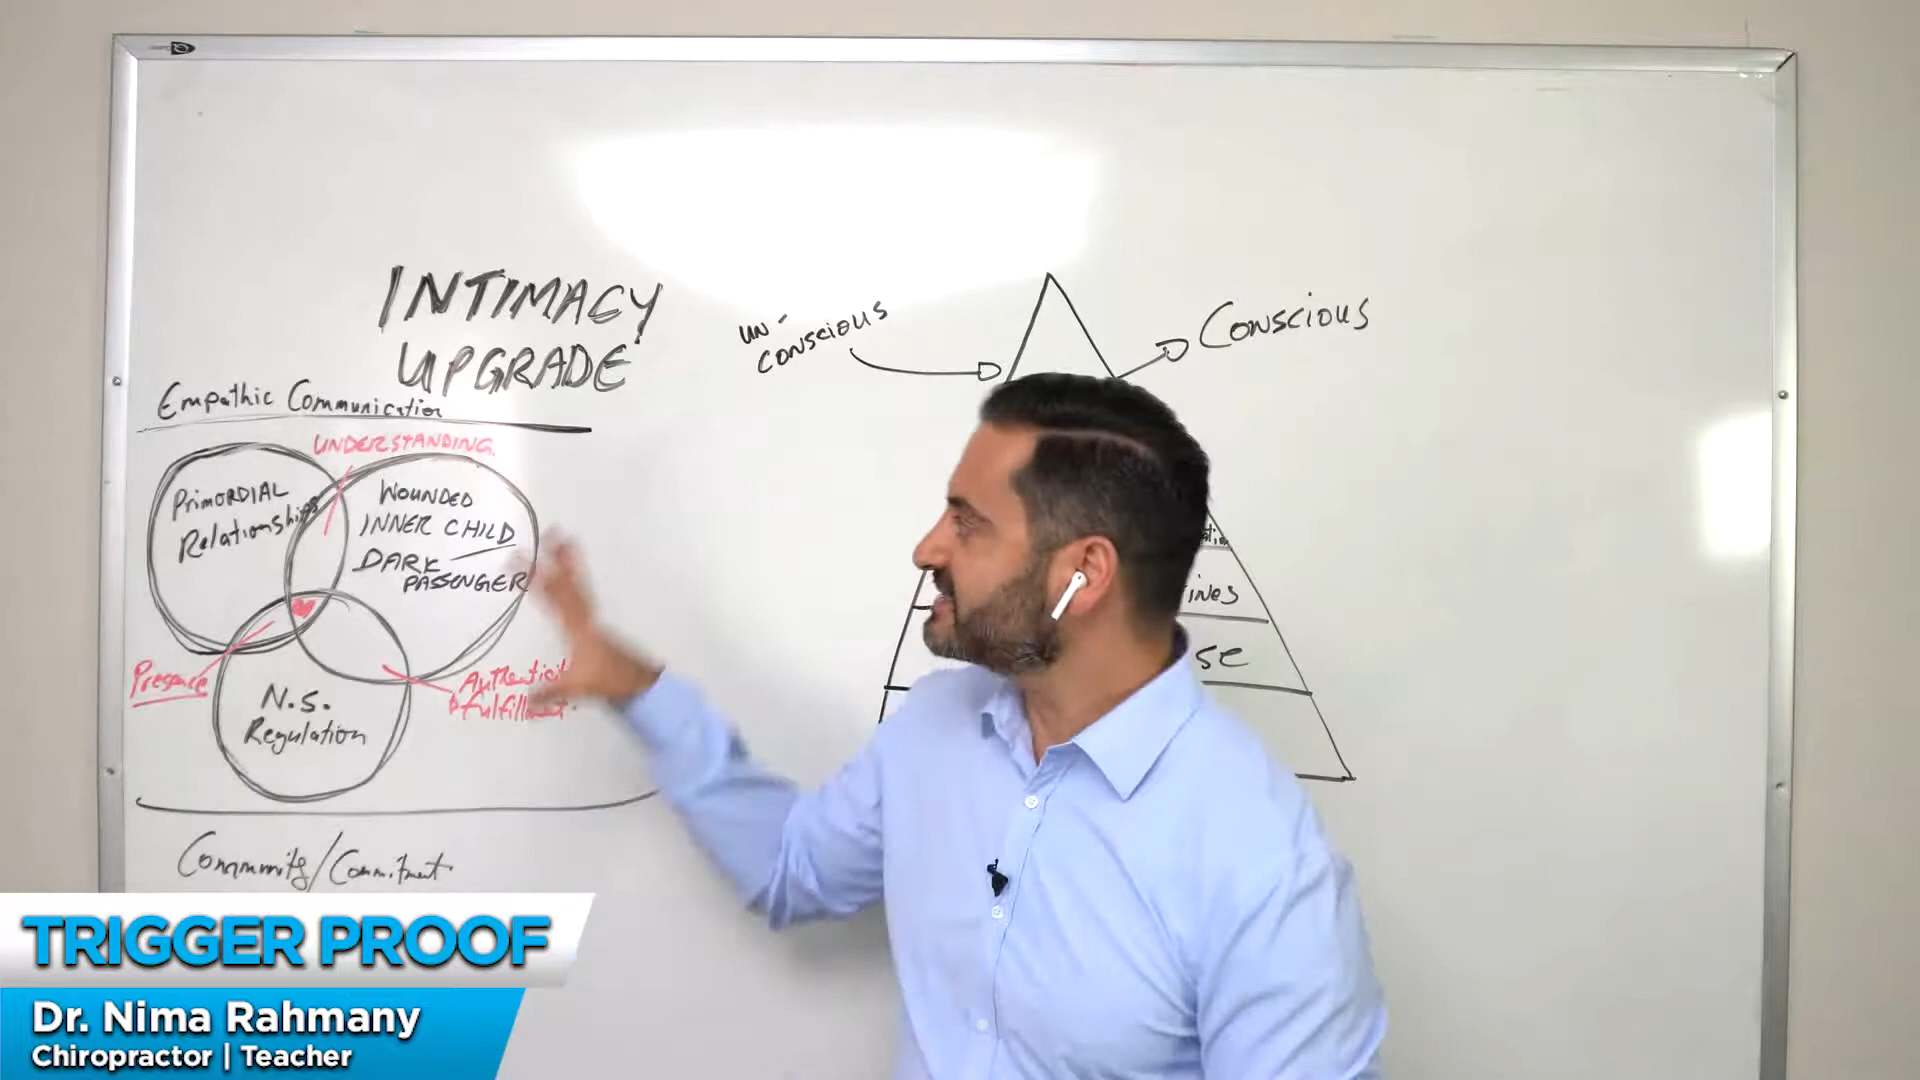 INTIMACY
UPGRADE
Empathic Communication
UNDERSTANDING
PRIMORDIAL
Relationships
WOUNDED
INNER CHILD
DARK
PASSENGER
Presence
N.S.
Regulation
Community/Commitment
UN-
CONSCIOUS
CONSCIOUS
TRIGGER PROOF
Dr. Nima Rahmany
Chiropractor | Teacher